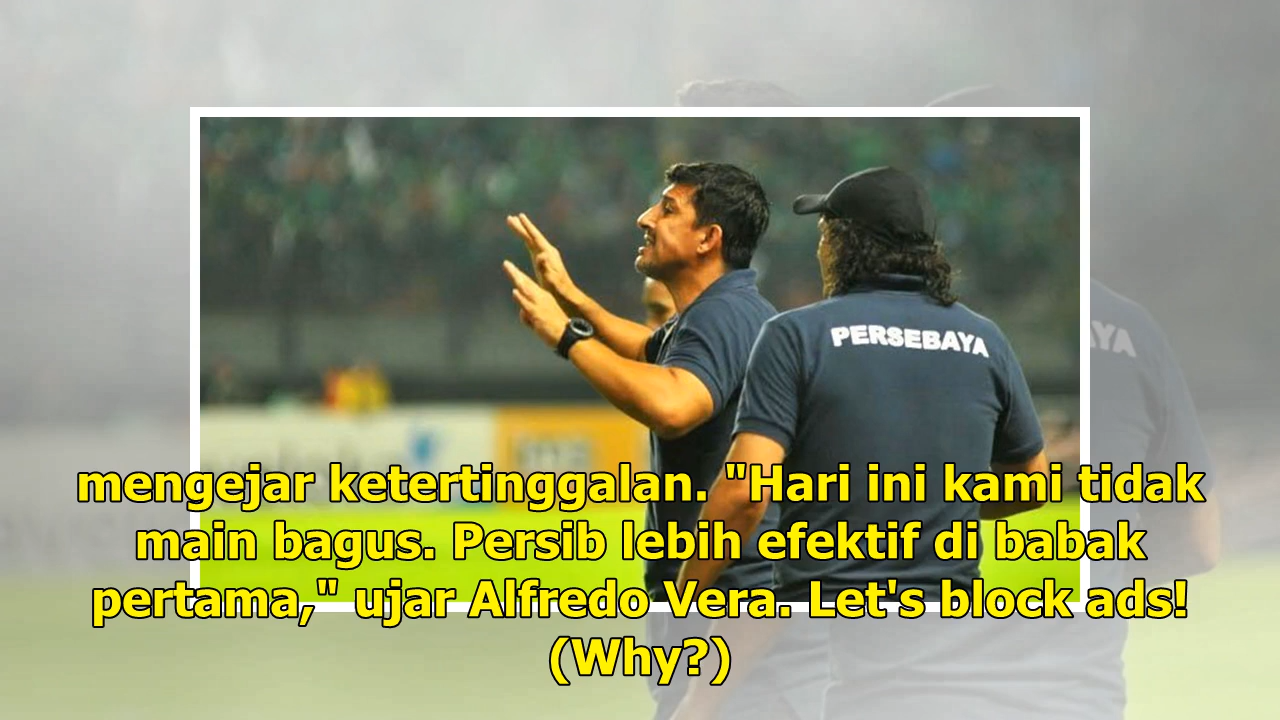 PERSEBAYA
AYA
mengejar ketertinggalan. "Hari ini kami tidak
main bagus. Persib lebih efektif di babak
pertama," ujar Alfredo Vera. Let's block ads!
(Why?)